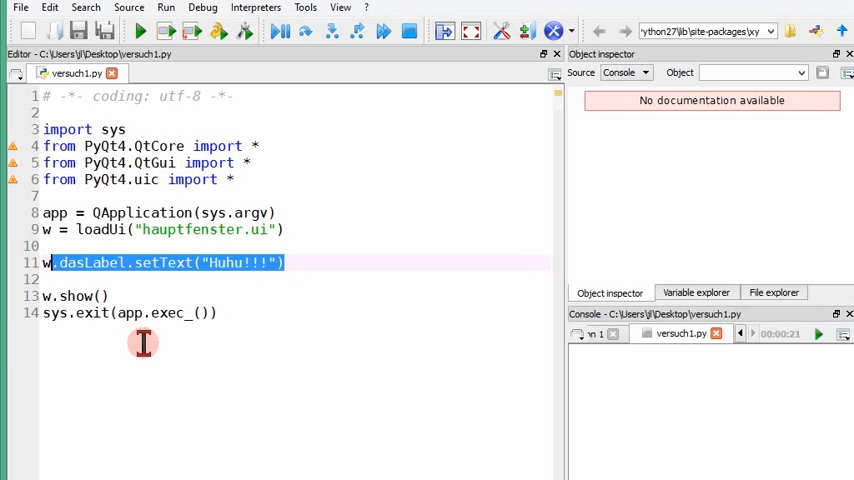 File Edit Search Source Run Debug Interpreters Tools View ?
ython27\lib\site-packages\xy
Editor - C:\Users\jl\Desktop\versuch1.py
Object inspector
versuch1.py
Source Console Object
No documentation available
1 # -*- coding: utf-8 -*-
2
3 import sys
4 from PyQt4.QtCore import *
5 from PyQt4.QtGui import *
6 from PyQt4.uic import *
7
8 app = QApplication(sys.argv)
9 w = loadUi("hauptfenster.ui")
10
11 w.dasLabel.setText("Huhu!!!")
12
13 w.show()
14 sys.exit(app.exec_())
Object inspector Variable explorer File explorer
Console - C:\Users\jl\Desktop\versuch1.py
n 1 versuch1.py 00:00:21